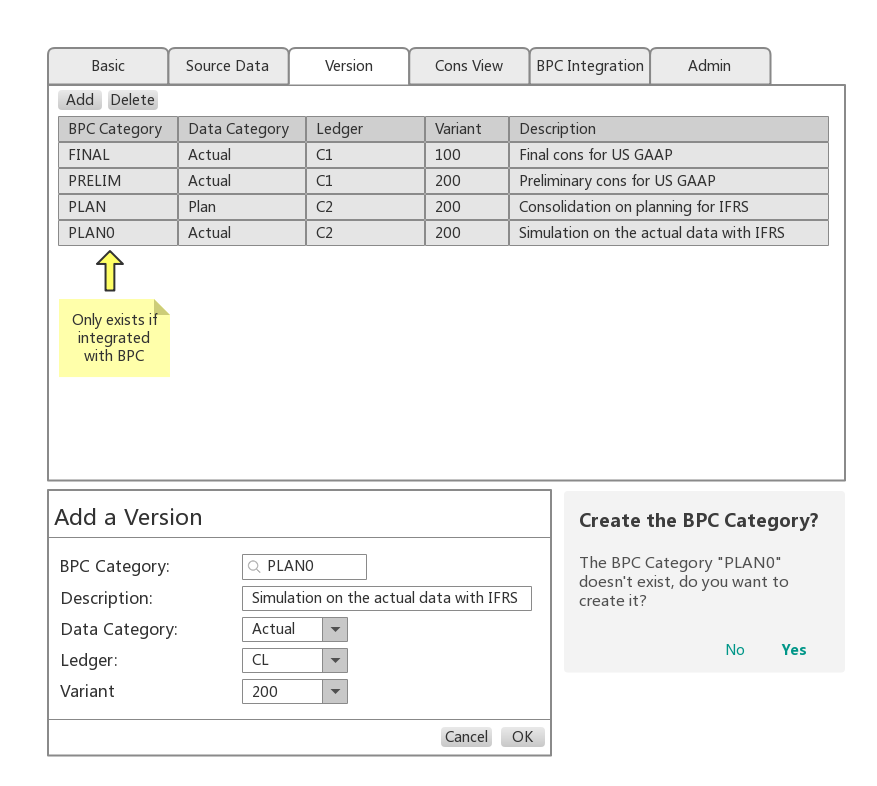 Basic Source Data Version Cons View BPC Integration Admin
Add Delete
BPC Category Data Category Ledger Variant Description
FINAL Actual C1 100 Final cons for US GAAP
PRELIM Actual C1 200 Preliminary cons for US GAAP
PLAN Plan C2 200 Consolidation on planning for IFRS
PLAN0 Actual C2 200 Simulation on the actual data with IFRS
Only exists if
integrated
with BPC
Add a Version
BPC Category: PLAN0
Description: Simulation on the actual data with IFRS
Data Category: Actual
Ledger: CL
Variant 200
Cancel OK
Create the BPC Category?
The BPC Category "PLAN0"
doesn't exist, do you want to
create it?
No Yes